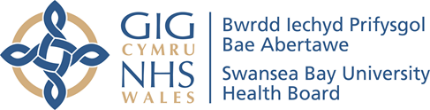 GIG
CYMRU
NHS
WALES
Bwrdd Iechyd Prifysgol
Bae Abertawe
Swansea Bay University
Health Board